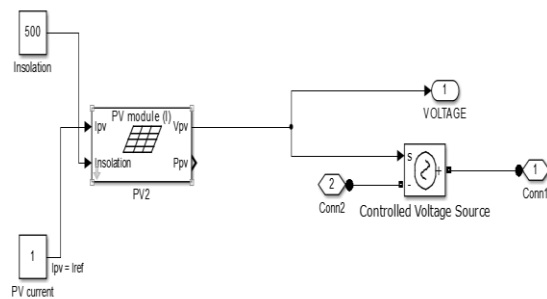 500
Insolation
PV module (I)
Ipv
Vpv
Insolation
Ppv
PV2
1
PV current
Ipv = Iref
1
VOLTAGE
s
-
+
Controlled Voltage Source
2
Conn2
1
Conn1